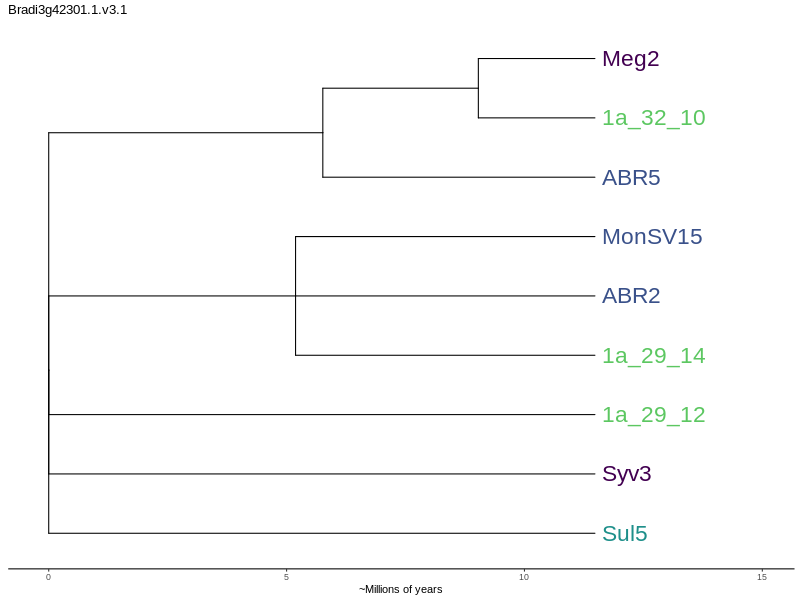 Bradi3g42301.1.v3.1
Meg2
1a_32_10
ABR5
MonSV15
ABR2
1a_29_14
1a_29_12
Syv3
Sul5
0 5 10 15
~Millions of years